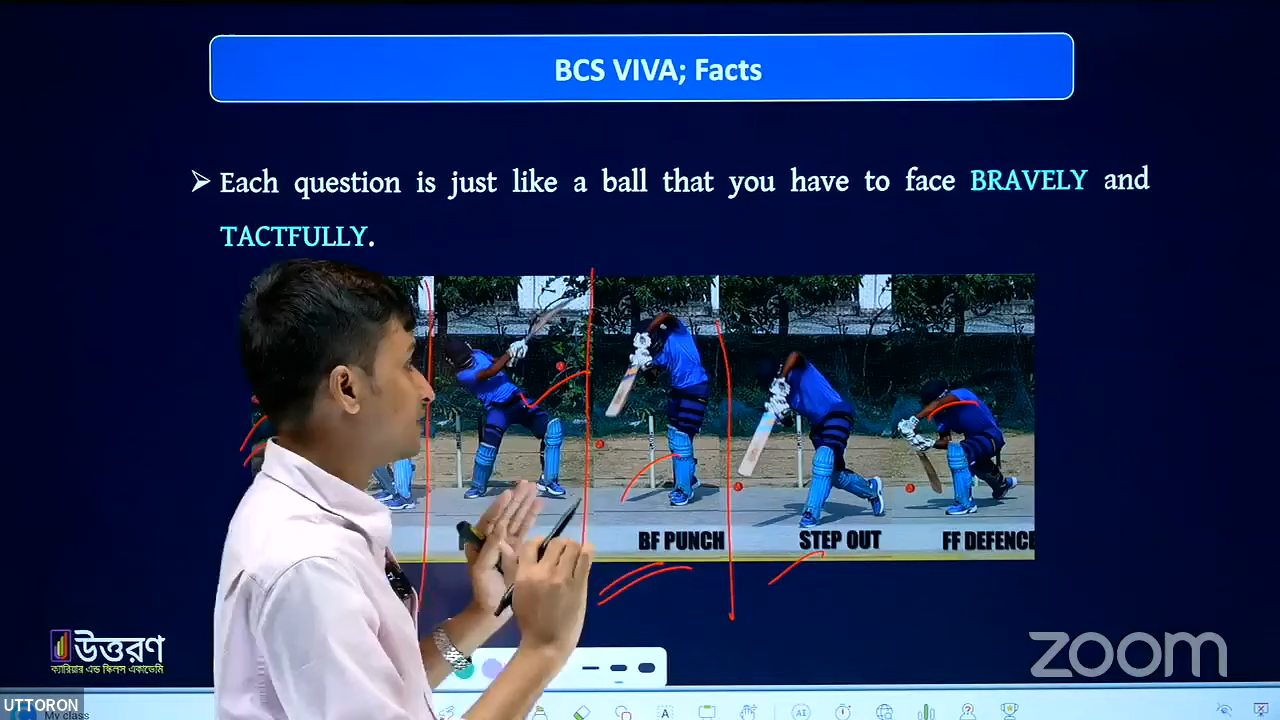 BCS VIVA; Facts
➢ Each question is just like a ball that you have to face BRAVELY and
TACTFULLY.
BF PUNCH
STEP OUT
FF DEFENCE
উত্তরণ
ক্যারিয়ার এন্ড স্কিলস একাডেমি
zoom
UTTORON
My class
A
AI